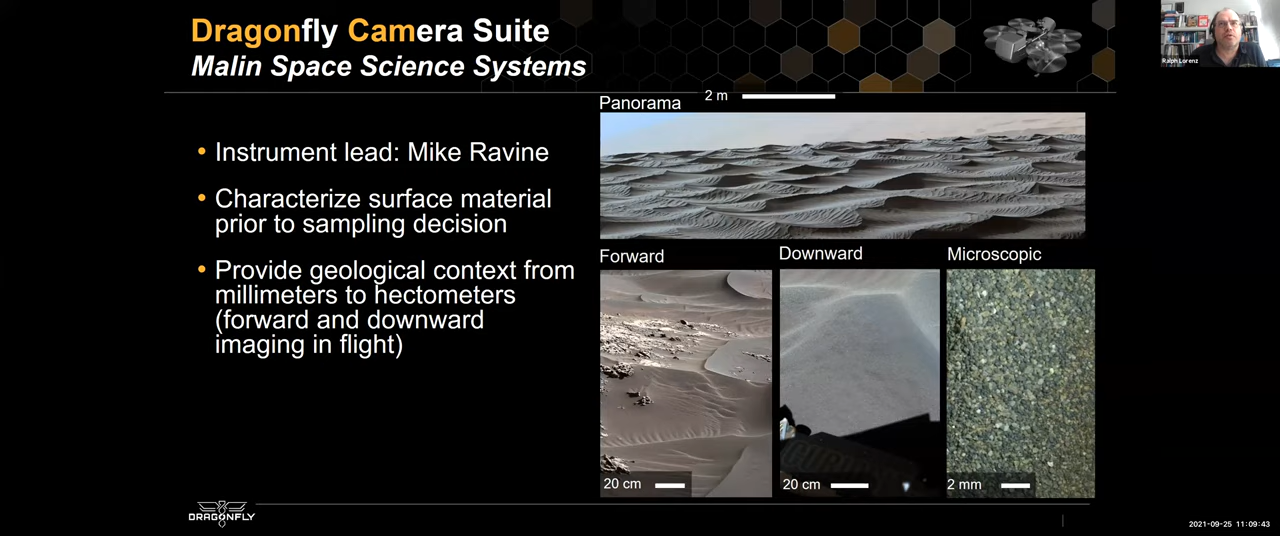 Dragonfly Camera Suite
Malin Space Science Systems
Ralph Lorenz
• Instrument lead: Mike Ravine
• Characterize surface material
prior to sampling decision
• Provide geological context from
millimeters to hectometers
(forward and downward
imaging in flight)
Panorama
2 m
Forward
Downward
Microscopic
20 cm
20 cm
2 mm
DRAGONFLY
2021-09-25 11:09:43